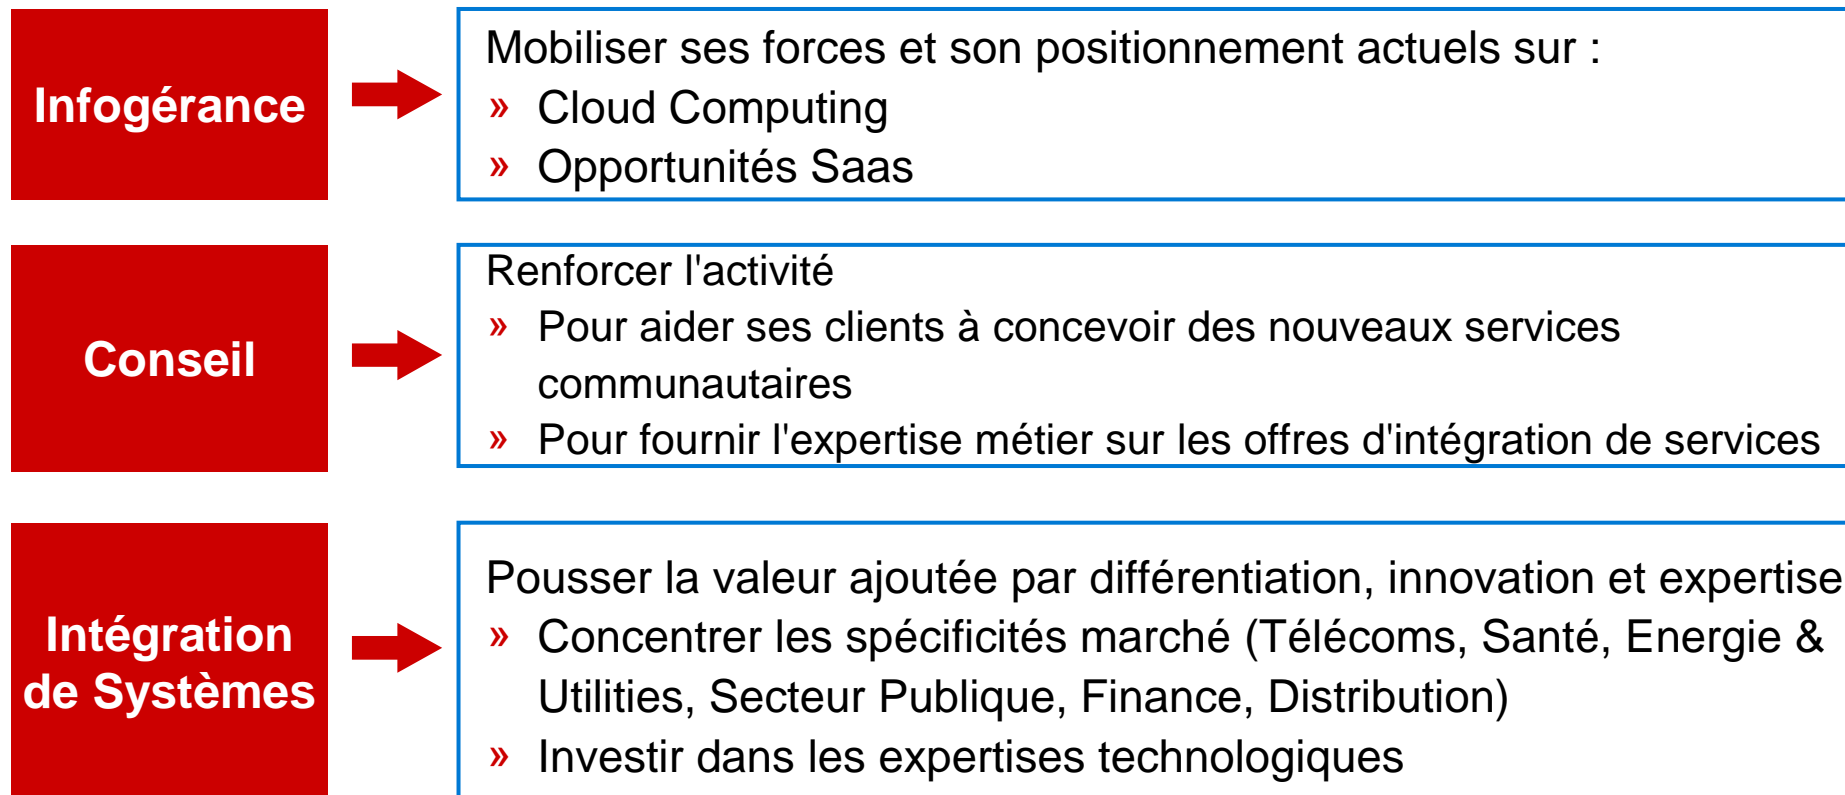 Infogérance
Mobiliser ses forces et son positionnement actuels sur :
» Cloud Computing
» Opportunités Saas
Conseil
Renforcer l'activité
» Pour aider ses clients à concevoir des nouveaux services
communautaires
» Pour fournir l'expertise métier sur les offres d'intégration de services
Intégration
de Systèmes
Pousser la valeur ajoutée par différentiation, innovation et expertise
» Concentrer les spécificités marché (Télécoms, Santé, Energie &
Utilities, Secteur Publique, Finance, Distribution)
» Investir dans les expertises technologiques